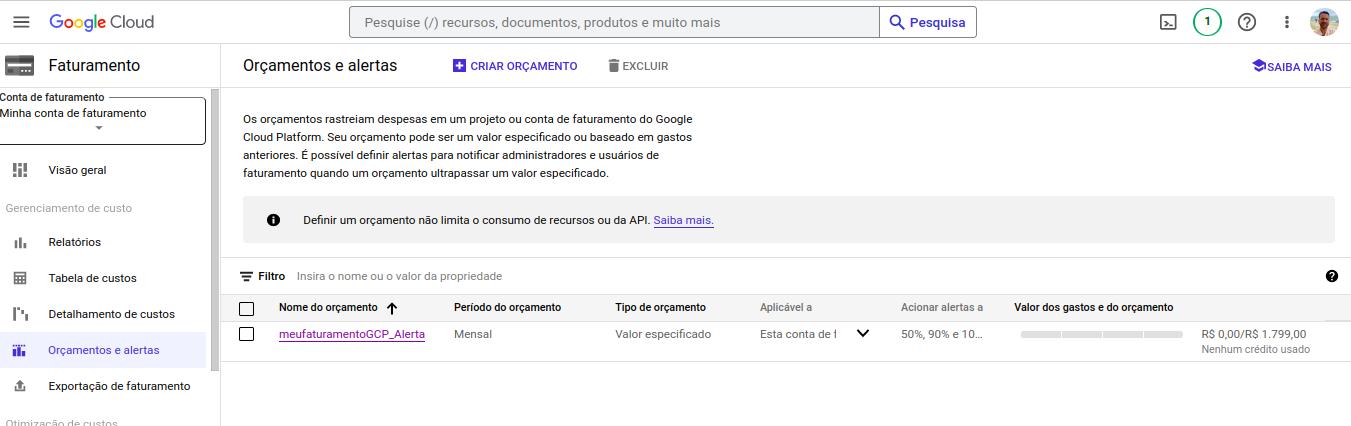 Google Cloud
Pesquise (/) recursos, documentos, produtos e muito mais
Pesquisa
1
Faturamento
Orçamentos e alertas
CRIAR ORÇAMENTO
EXCLUIR
SAIBA MAIS
Conta de faturamento
Minha conta de faturamento
Visão geral
Gerenciamento de custo
Relatórios
Tabela de custos
Detalhamento de custos
Orçamentos e alertas
Exportação de faturamento
Otimização de custos
Os orçamentos rastreiam despesas em um projeto ou conta de faturamento do Google
Cloud Platform. Seu orçamento pode ser um valor especificado ou baseado em gastos
anteriores. É possível definir alertas para notificar administradores e usuários de
faturamento quando um orçamento ultrapassar um valor especificado.
Definir um orçamento não limita o consumo de recursos ou da API. Saiba mais.
Filtro Insira o nome ou o valor da propriedade
Nome do orçamento Período do orçamento Tipo de orçamento Aplicável a Acionar alertas a Valor dos gastos e do orçamento
meufaturamentoGCP_Alerta Mensal Valor especificado Esta conta de f 50%, 90% e 10… R$ 0,00/R$ 1.799,00
Nenhum crédito usado